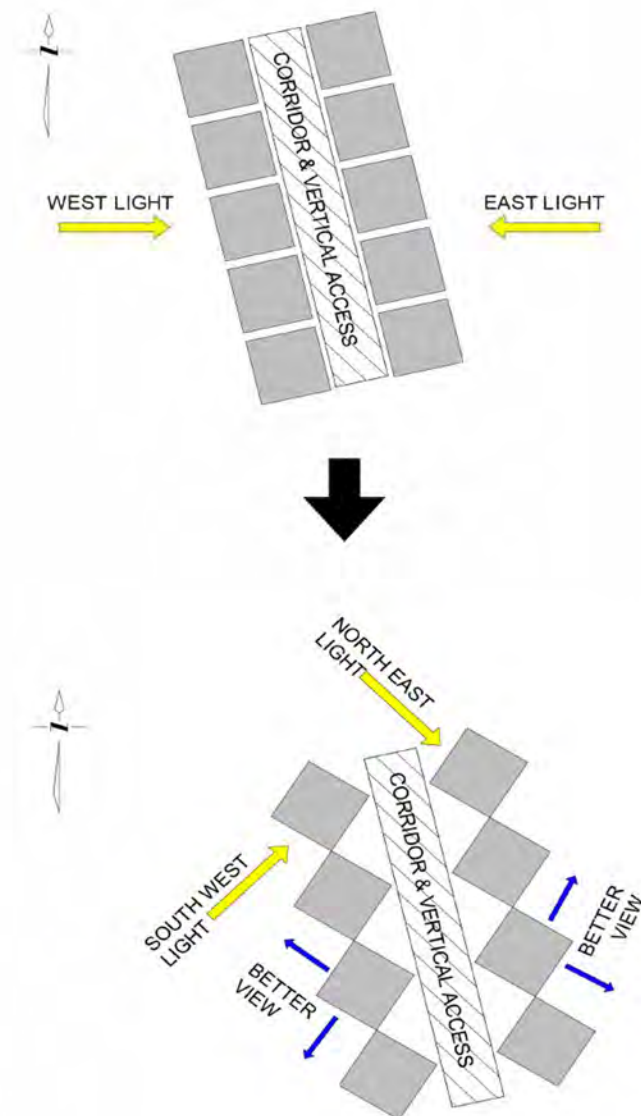 N
CORRIDOR & VERTICAL ACCESS
WEST LIGHT
EAST LIGHT
NORTH EAST
LIGHT
N
CORRIDOR & VERTICAL ACCESS
SOUTH WEST
LIGHT
BETTER
VIEW
BETTER
VIEW